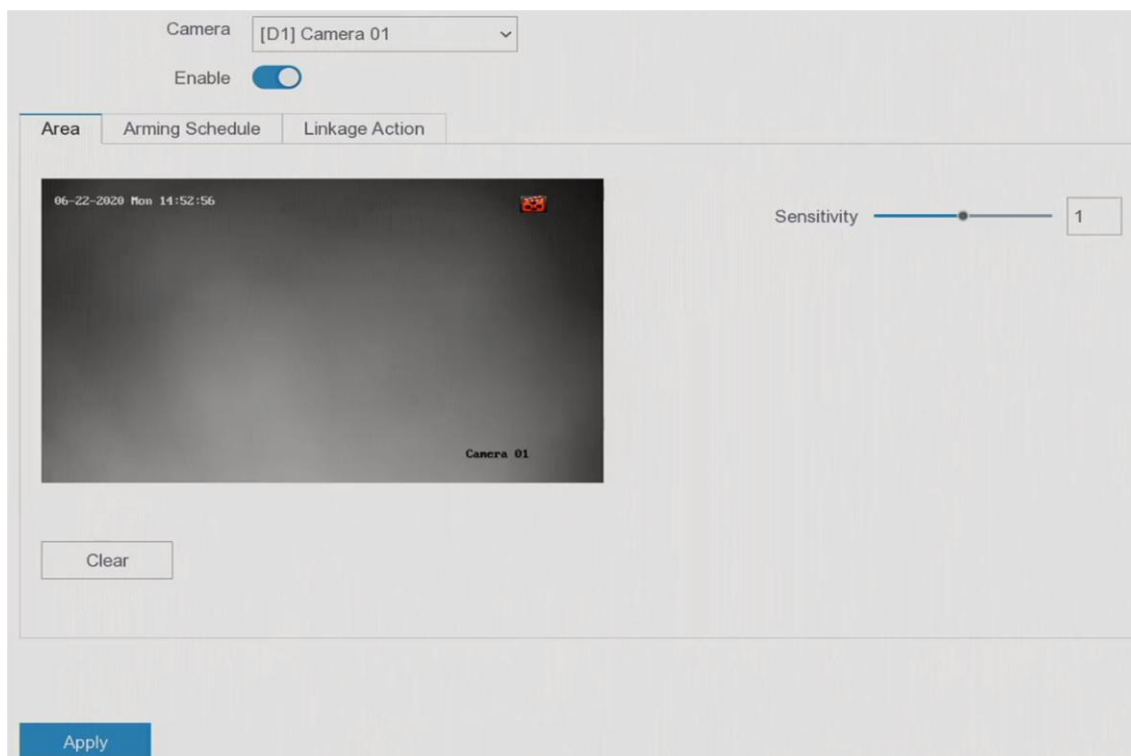 Camera [D1] Camera 01
Enable
Area Arming Schedule Linkage Action
06-22-2020 Mon 14:52:56
Sensitivity 1
Camera 01
Clear
Apply